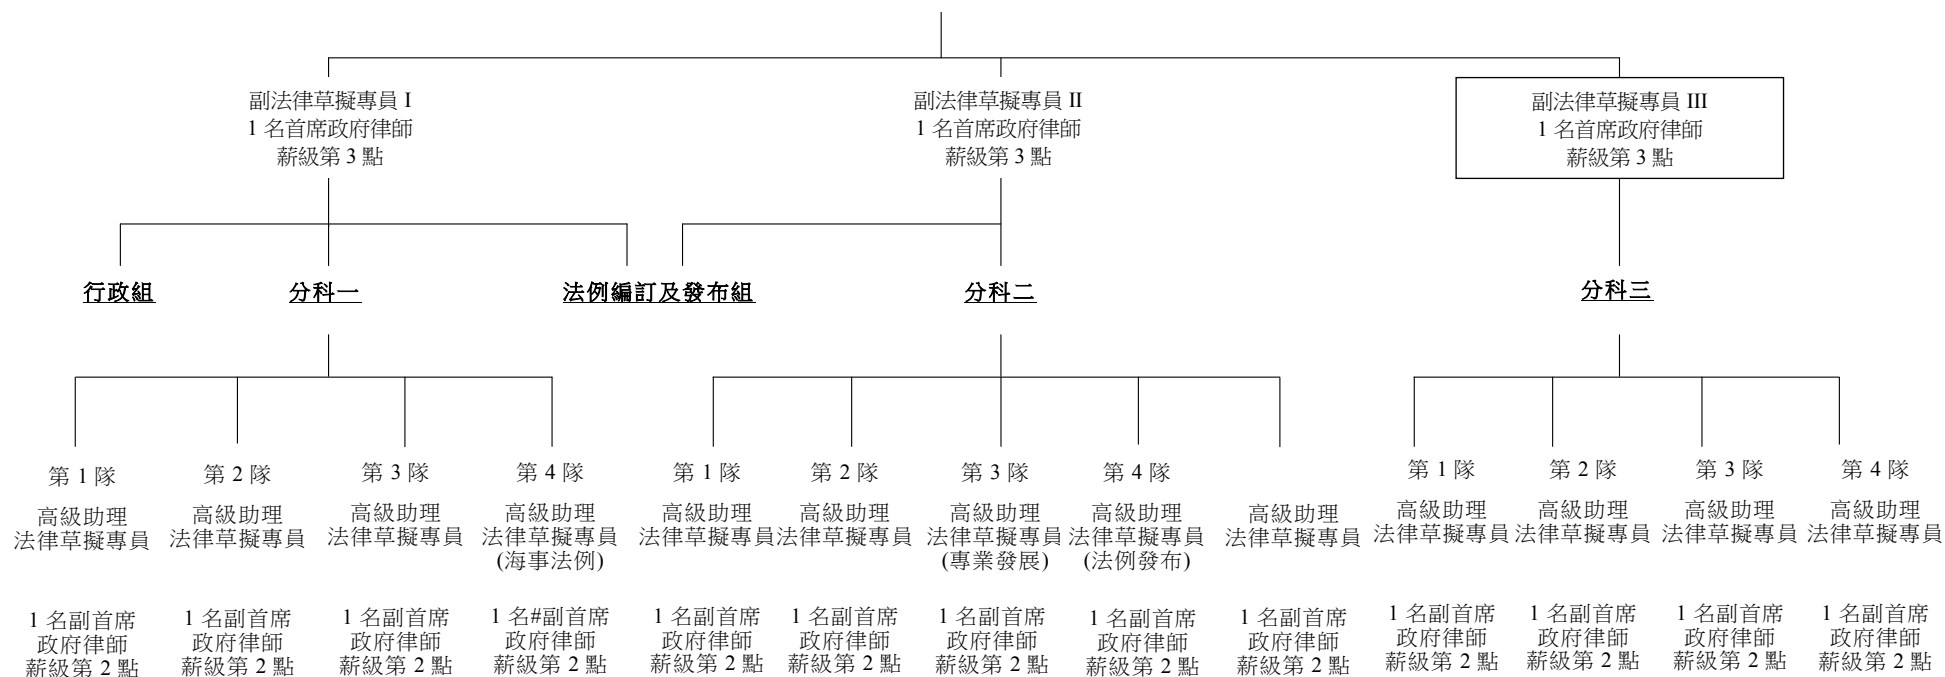 副法律草擬專員 I
1 名首席政府律師
薪級第 3 點
副法律草擬專員 II
1 名首席政府律師
薪級第 3 點
副法律草擬專員 III
1 名首席政府律師
薪級第 3 點
行政組
分科一
法例編訂及發布組
分科二
分科三
第 1 隊
高級助理
法律草擬專員
1 名副首席
政府律師
薪級第 2 點
第 2 隊
高級助理
法律草擬專員
1 名副首席
政府律師
薪級第 2 點
第 3 隊
高級助理
法律草擬專員
1 名副首席
政府律師
薪級第 2 點
第 4 隊
高級助理
法律草擬專員
(海事法例)
1 名#副首席
政府律師
薪級第 2 點
第 1 隊
高級助理
法律草擬專員
1 名副首席
政府律師
薪級第 2 點
第 2 隊
高級助理
法律草擬專員
1 名副首席
政府律師
薪級第 2 點
第 3 隊
高級助理
法律草擬專員
(專業發展)
1 名副首席
政府律師
薪級第 2 點
第 4 隊
高級助理
法律草擬專員
(法例發布)
1 名副首席
政府律師
薪級第 2 點
高級助理
法律草擬專員
1 名副首席
政府律師
薪級第 2 點
第 1 隊
高級助理
法律草擬專員
1 名副首席
政府律師
薪級第 2 點
第 2 隊
高級助理
法律草擬專員
1 名副首席
政府律師
薪級第 2 點
第 3 隊
高級助理
法律草擬專員
1 名副首席
政府律師
薪級第 2 點
第 4 隊
高級助理
法律草擬專員
1 名副首席
政府律師
薪級第 2 點